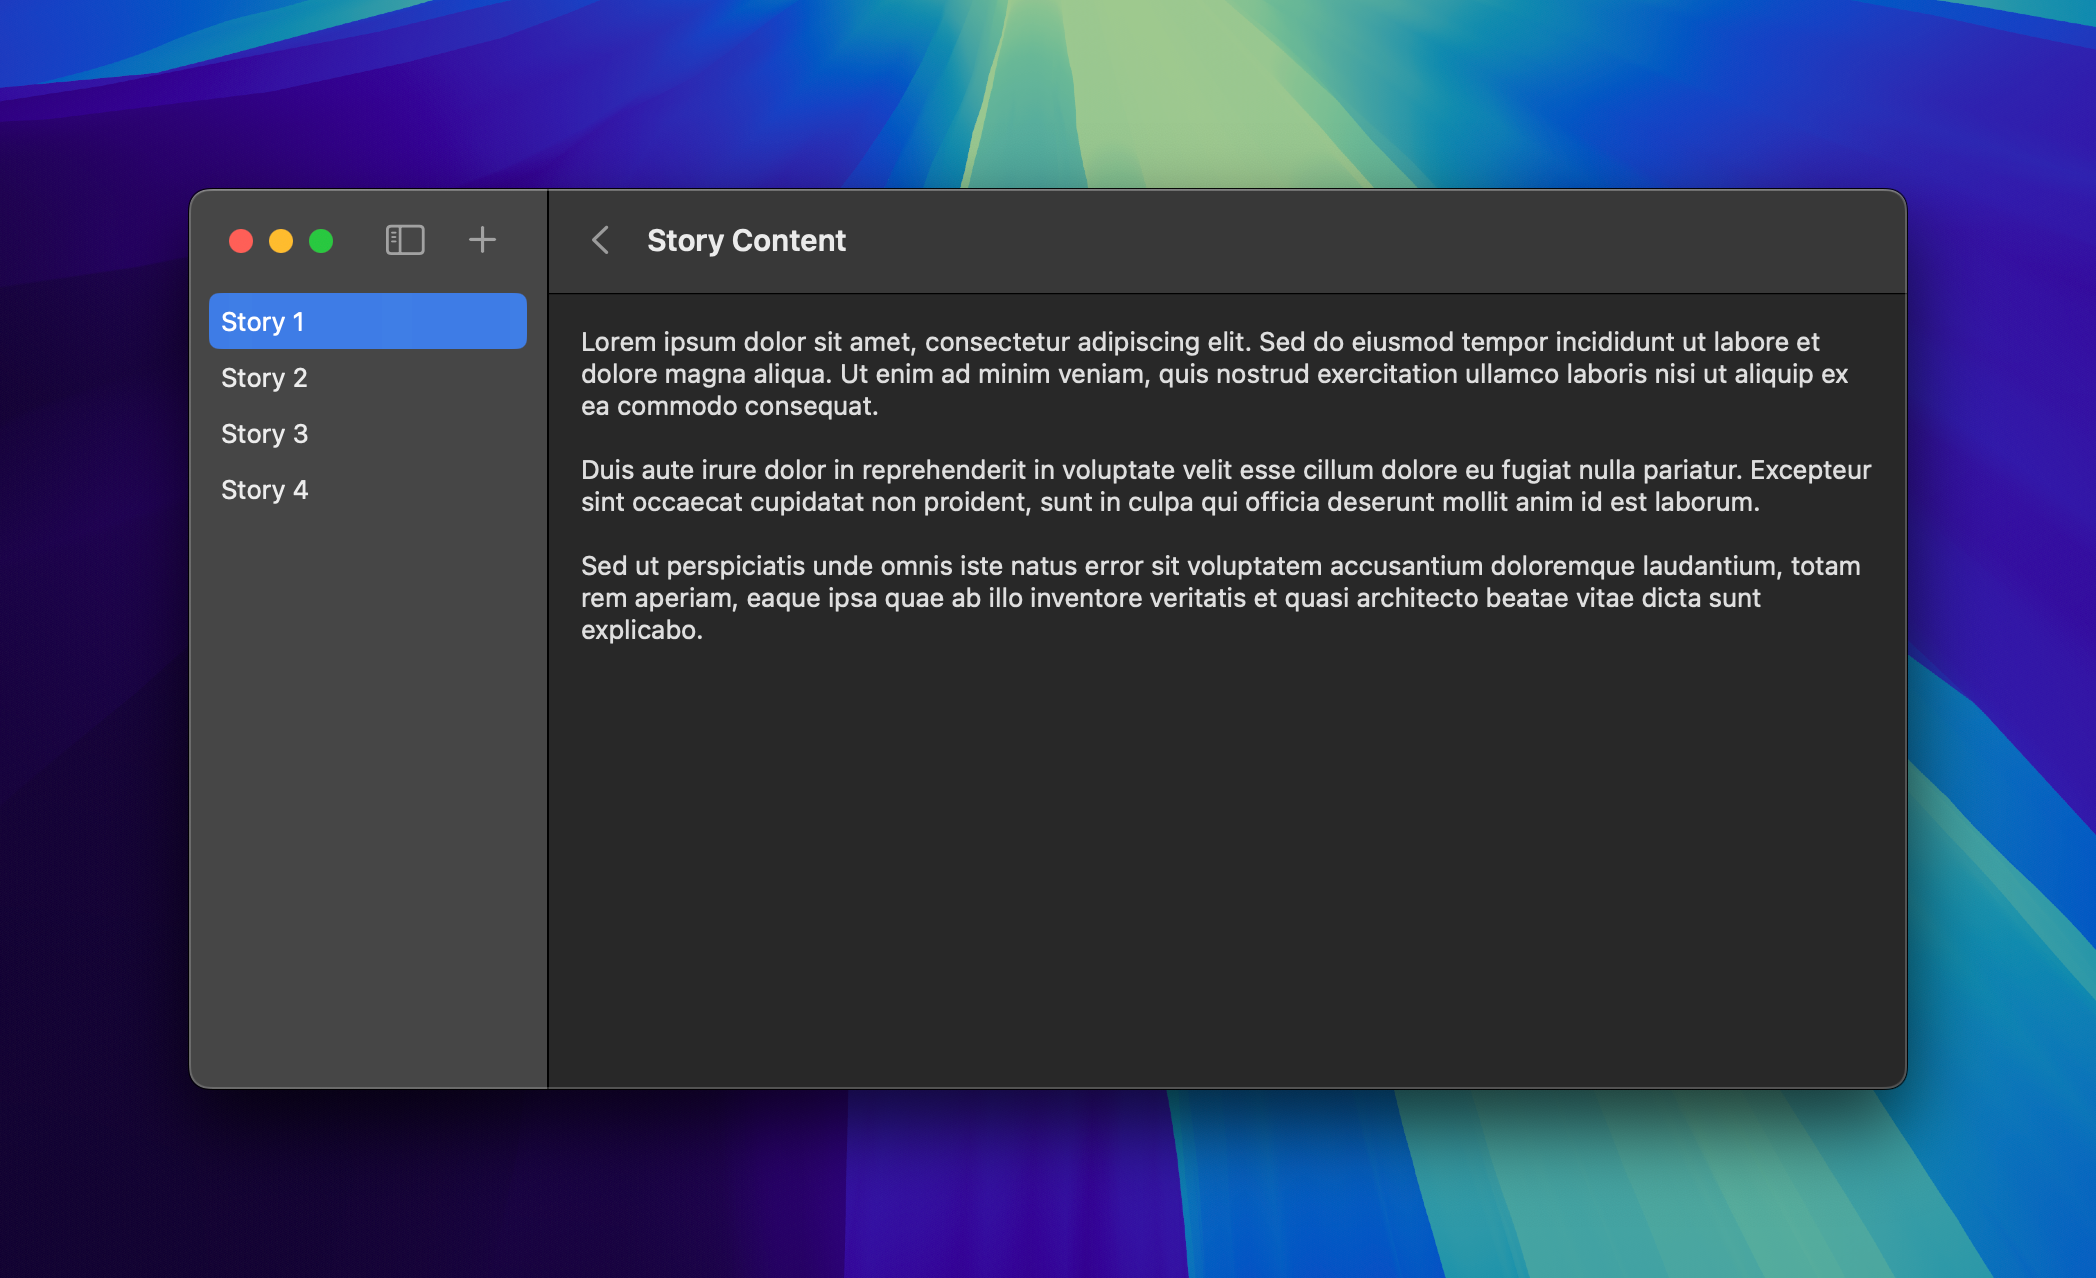 Story Content
Story 1
Story 2
Story 3
Story 4
Lorem ipsum dolor sit amet, consectetur adipiscing elit. Sed do eiusmod tempor incididunt ut labore et
dolore magna aliqua. Ut enim ad minim veniam, quis nostrud exercitation ullamco laboris nisi ut aliquip ex
ea commodo consequat.
Duis aute irure dolor in reprehenderit in voluptate velit esse cillum dolore eu fugiat nulla pariatur. Excepteur
sint occaecat cupidatat non proident, sunt in culpa qui officia deserunt mollit anim id est laborum.
Sed ut perspiciatis unde omnis iste natus error sit voluptatem accusantium doloremque laudantium, totam
rem aperiam, eaque ipsa quae ab illo inventore veritatis et quasi architecto beatae vitae dicta sunt
explicabo.